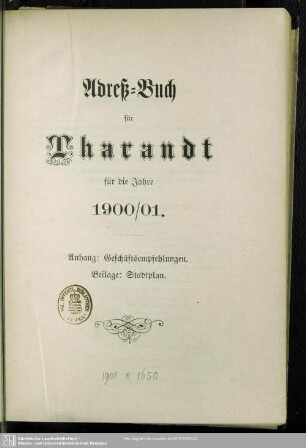 Adreß-Buch
für
Tharandt
für die Jahre
1900/01.
Anhang: Geschäftsempfehlungen.
Beilage: Stadtplan.
1901 * 1650